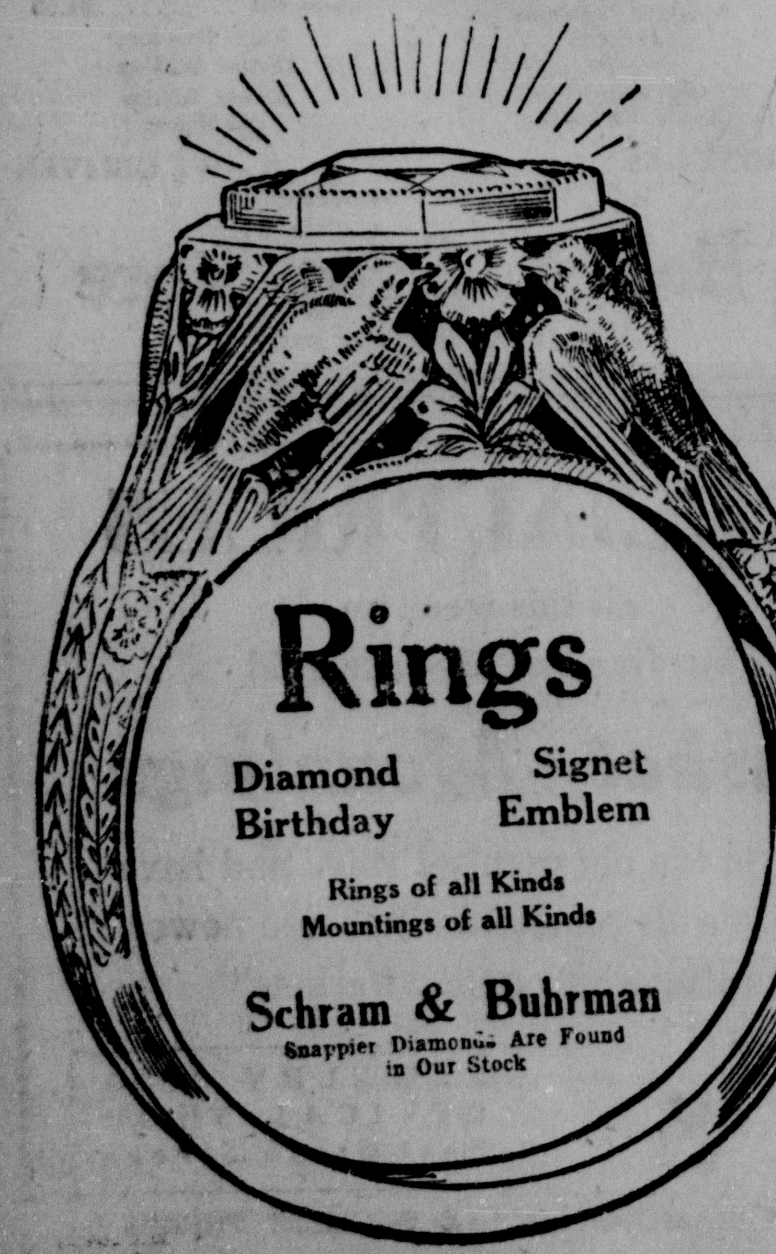 Rings
Diamond Signet
Birthday Emblem
Rings of all Kinds
Mountings of all Kinds
Schram & Buhrman
Snappier Diamonds Are Found
in Our Stock